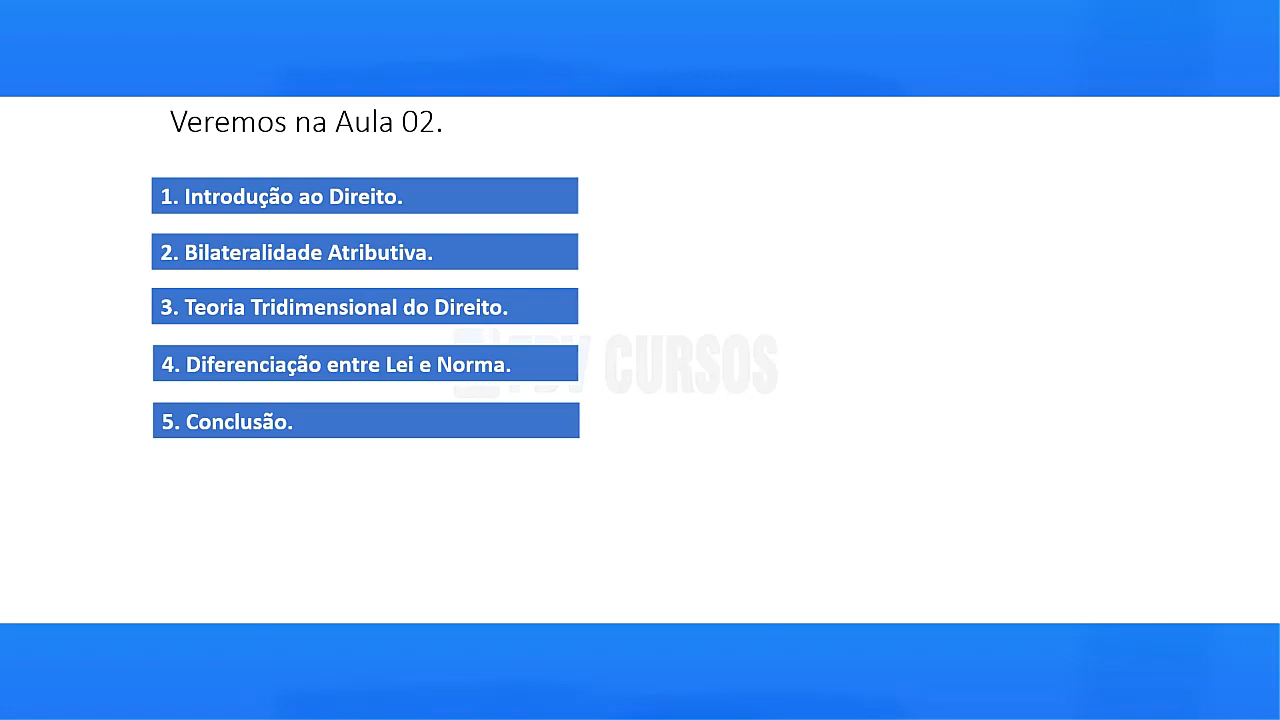 Veremos na Aula 02.
1. Introdução ao Direito.
2. Bilateralidade Atributiva.
3. Teoria Tridimensional do Direito.
4. Diferenciação entre Lei e Norma.
CURSOS
5. Conclusão.